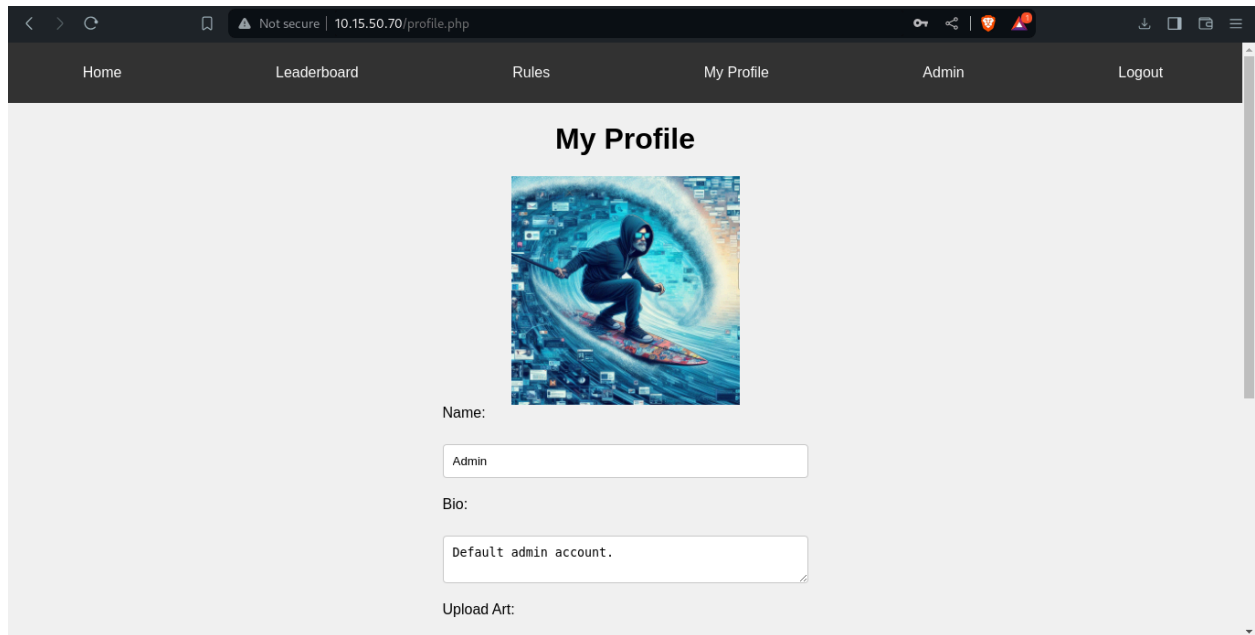 Not secure 10.15.50.70/profile.php 1
Home Leaderboard Rules My Profile Admin Logout
My Profile
Name:
Admin
Bio:
Default admin account.
Upload Art: